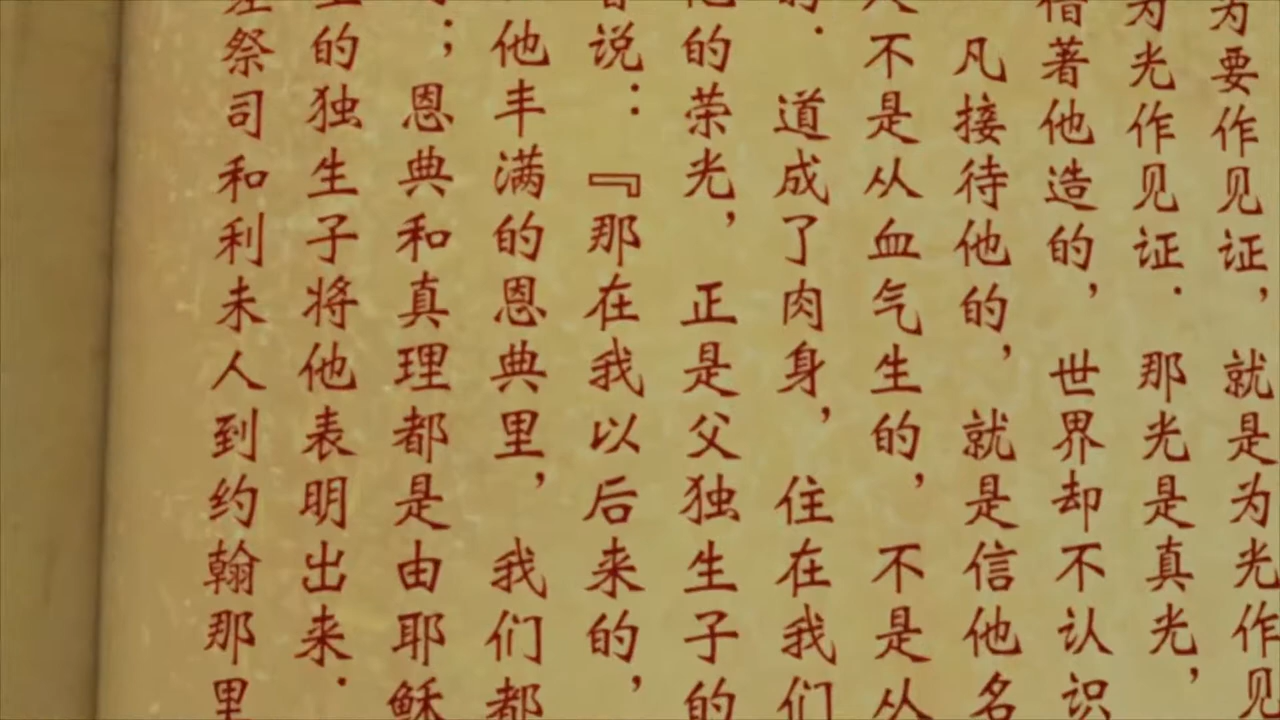 为要作见证，就是为光作见
为光作见证．那光是真光，
借著他造的，世界却不认识
凡接待他的，就是信他名
不是从血气生的，不是从
道成了肉身，住在我们
的荣光，正是父独生子的
说：『那在我以后来的，
他丰满的恩典里，我们都
；恩典和真理都是由耶稣
的独生子将他表明出来．
祭司和利未人到约翰那里